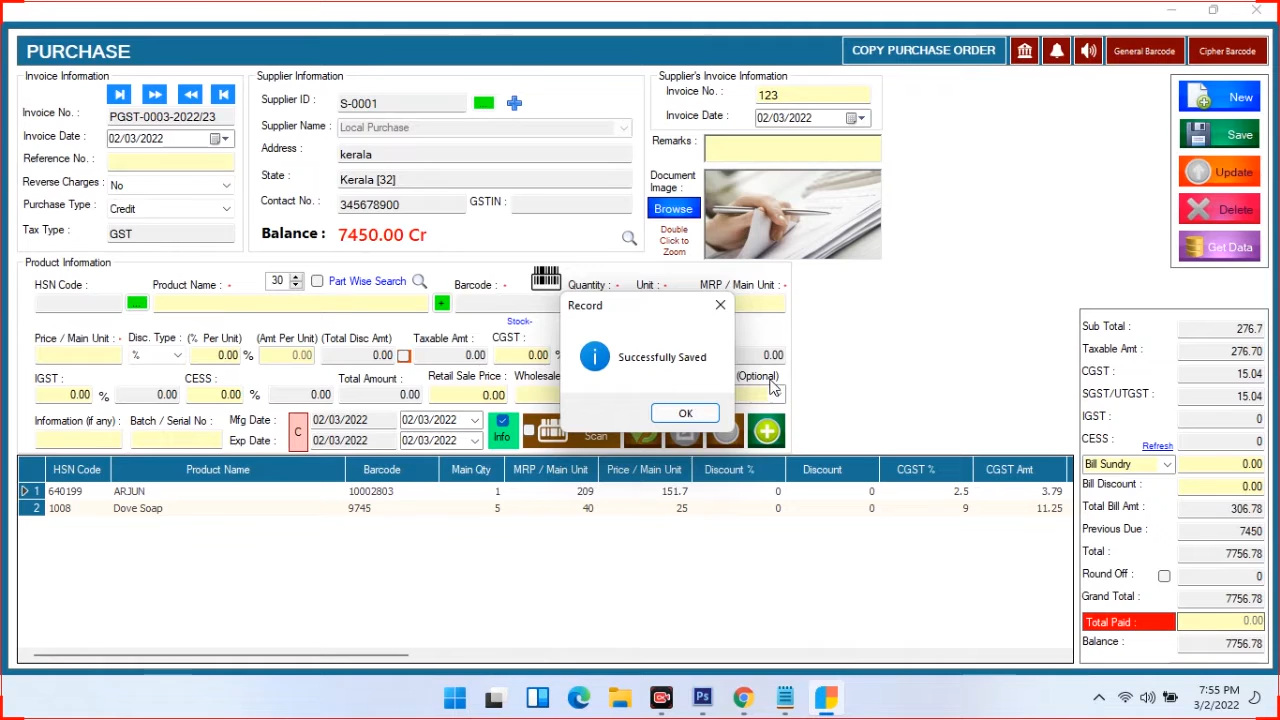 PURCHASE
COPY PURCHASE ORDER
General Barcode
Cipher Barcode
Invoice Information
Invoice No. :
PGST-0003-2022/23
Invoice Date :
02/03/2022
Reference No. :
Reverse Charges :
No
Purchase Type :
Credit
Tax Type :
GST
Supplier Information
Supplier ID :
S-0001
Supplier Name :
Local Purchase
Address :
kerala
State :
Kerala [32]
Contact No. :
345678900
GSTIN :
Balance :
7450.00 Cr
Supplier's Invoice Information
Invoice No. :
123
Invoice Date :
02/03/2022
Remarks :
Document
Image :
Browse
Double
Click to
Zoom
New
Save
Update
Delete
Get Data
Product Information
HSN Code :
Product Name : -
30
Part Wise Search
Barcode : -
Quantity : -
Unit : -
MRP / Main Unit : -
Stock-
Price / Main Unit : -
Disc. Type :
(% Per Unit)
(Amt Per Unit)
(Total Disc Amt)
Taxable Amt :
CGST :
%
0.00 %
0.00
0.00
0.00
0.00 %
0.00
IGST :
CESS :
Total Amount :
Retail Sale Price :
Wholesale
(Optional)
0.00 %
0.00
0.00 %
0.00
0.00
0.00
Information (if any) :
Batch / Serial No :
Mfg Date :
02/03/2022
02/03/2022
Exp Date :
02/03/2022
02/03/2022
C
Info
Scan
Record
Successfully Saved
OK
HSN Code Product Name Barcode Main Qty MRP / Main Unit Price / Main Unit Discount % Discount CGST % CGST Amt
1 640199 ARJUN 10002803 1 209 151.7 0 0 2.5 3.79
2 1008 Dove Soap 9745 5 40 25 0 0 9 11.25
Sub Total : 276.7
Taxable Amt : 276.70
CGST : 15.04
SGST/UTGST : 15.04
IGST : 0
CESS : 0
Refresh
Bill Sundry 0.00
Bill Discount : 0.00
Total Bill Amt : 306.78
Previous Due : 7450
Total : 7756.78
Round Off : 0
Grand Total : 7756.78
Total Paid : 0.00
Balance : 7756.78
Ps
7:55 PM
3/2/2022